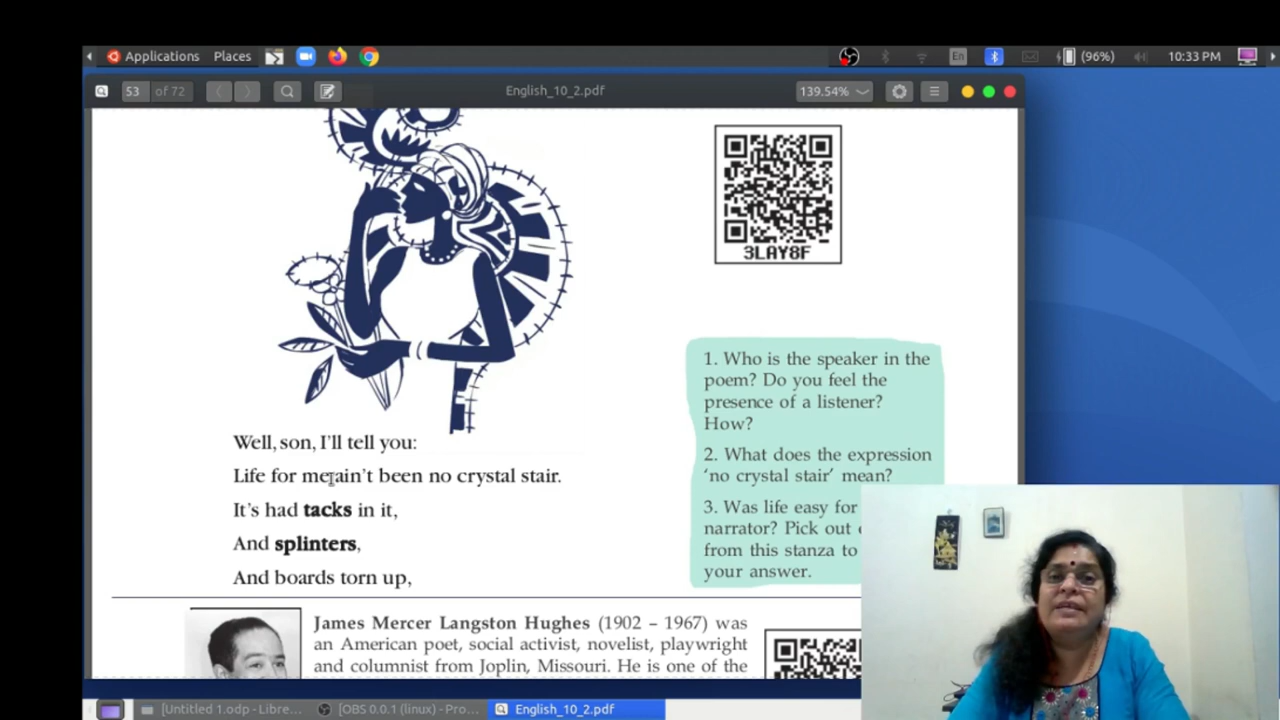 Applications Places En (96%) 10:33 PM
53 of 72 English_10_2.pdf 139.54%
3LAY8F
Well, son, I'll tell you:
Life for me ain't been no crystal stair.
It's had tacks in it,
And splinters,
And boards torn up,
1. Who is the speaker in the
poem? Do you feel the
presence of a listener?
How?
2. What does the expression
'no crystal stair' mean?
3. Was life easy for
narrator? Pick out
from this stanza to
your answer.
James Mercer Langston Hughes (1902 – 1967) was
an American poet, social activist, novelist, playwright
and columnist from Joplin, Missouri. He is one of the
[Untitled 1.odp - Libre... [OBS 0.0.1 (linux) - Pro... English_10_2.pdf